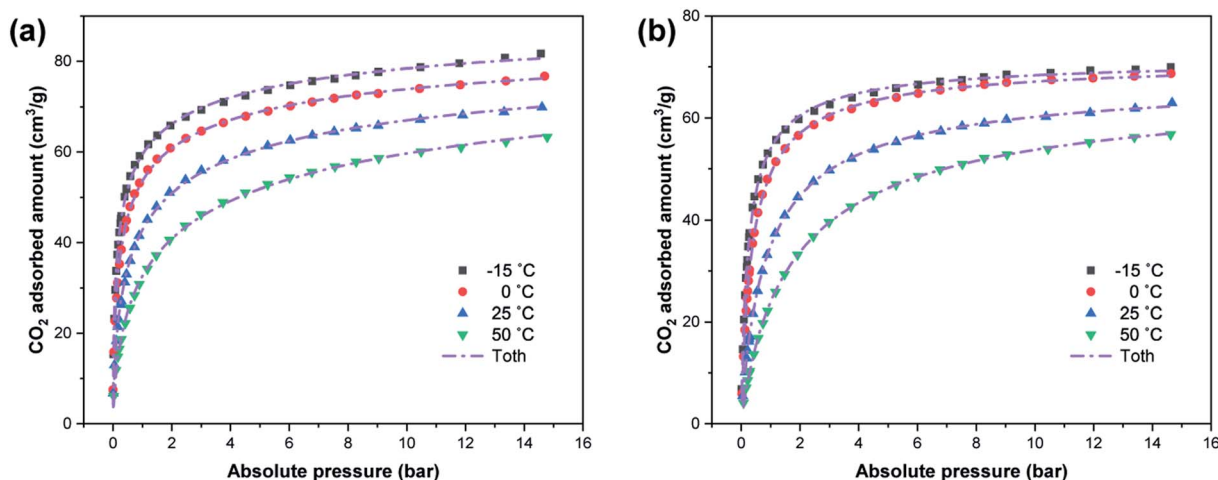 (a)
CO₂ adsorbed amount (cm³/g)
80
60
40
20
0
0 2 4 6 8 10 12 14 16
Absolute pressure (bar)
-15 ˚C
0 ˚C
25 ˚C
50 ˚C
Toth
(b)
CO₂ adsorbed amount (cm³/g)
80
60
40
20
0
0 2 4 6 8 10 12 14 16
Absolute pressure (bar)
-15 ˚C
0 ˚C
25 ˚C
50 ˚C
Toth